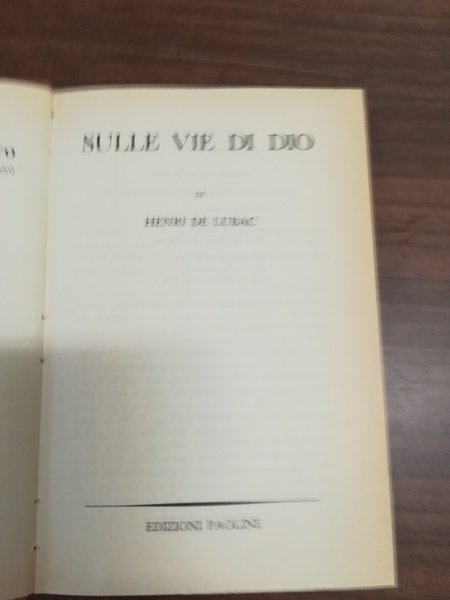 SULLE VIE DI DIO
DI
HENRI DE LUBAC
EDIZIONI PAOLINE